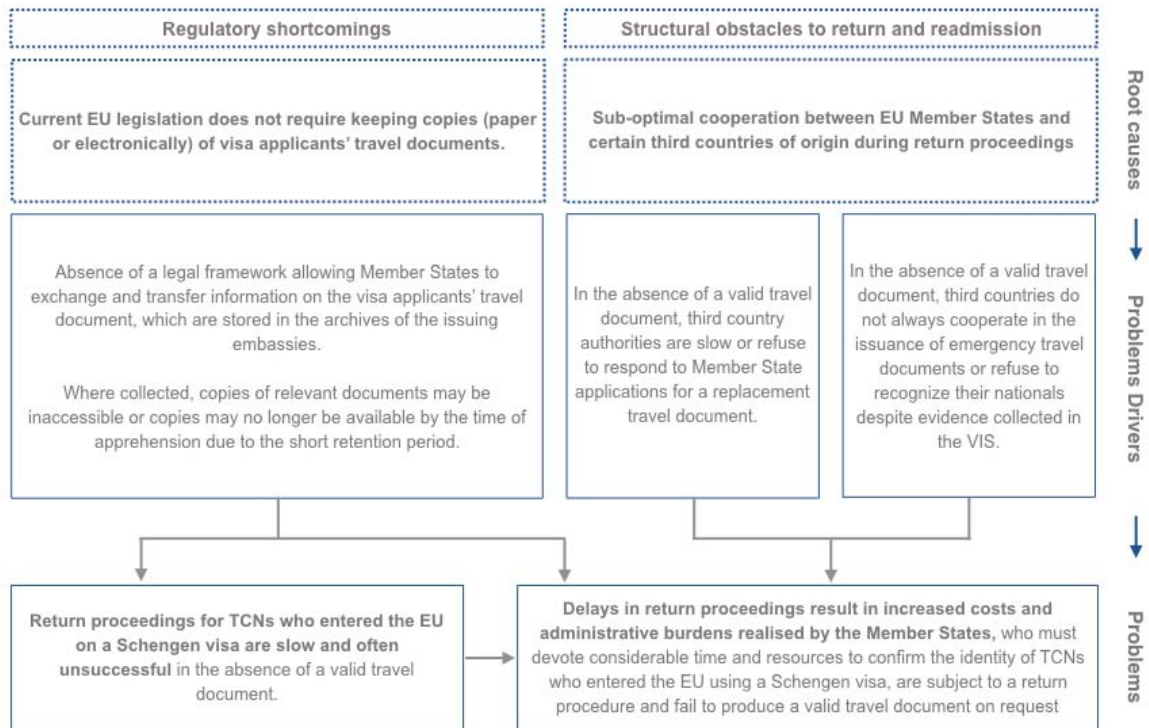 Regulatory shortcomings
Structural obstacles to return and readmission
Current EU legislation does not require keeping copies (paper
or electronically) of visa applicants' travel documents.
Sub-optimal cooperation between EU Member States and
certain third countries of origin during return proceedings
Root causes
Absence of a legal framework allowing Member States to
exchange and transfer information on the visa applicants' travel
document, which are stored in the archives of the issuing
embassies.
Where collected, copies of relevant documents may be
inaccessible or copies may no longer be available by the time of
apprehension due to the short retention period.
In the absence of a valid travel
document, third country
authorities are slow or refuse
to respond to Member State
applications for a replacement
travel document.
In the absence of a valid travel
document, third countries do
not always cooperate in the
issuance of emergency travel
documents or refuse to
recognize their nationals
despite evidence collected in
the VIS.
Problems Drivers
Return proceedings for TCNs who entered the EU
on a Schengen visa are slow and often
unsuccessful in the absence of a valid travel
document.
Delays in return proceedings result in increased costs and
administrative burdens realised by the Member States, who must
devote considerable time and resources to confirm the identity of TCNs
who entered the EU using a Schengen visa, are subject to a return
procedure and fail to produce a valid travel document on request
Problems